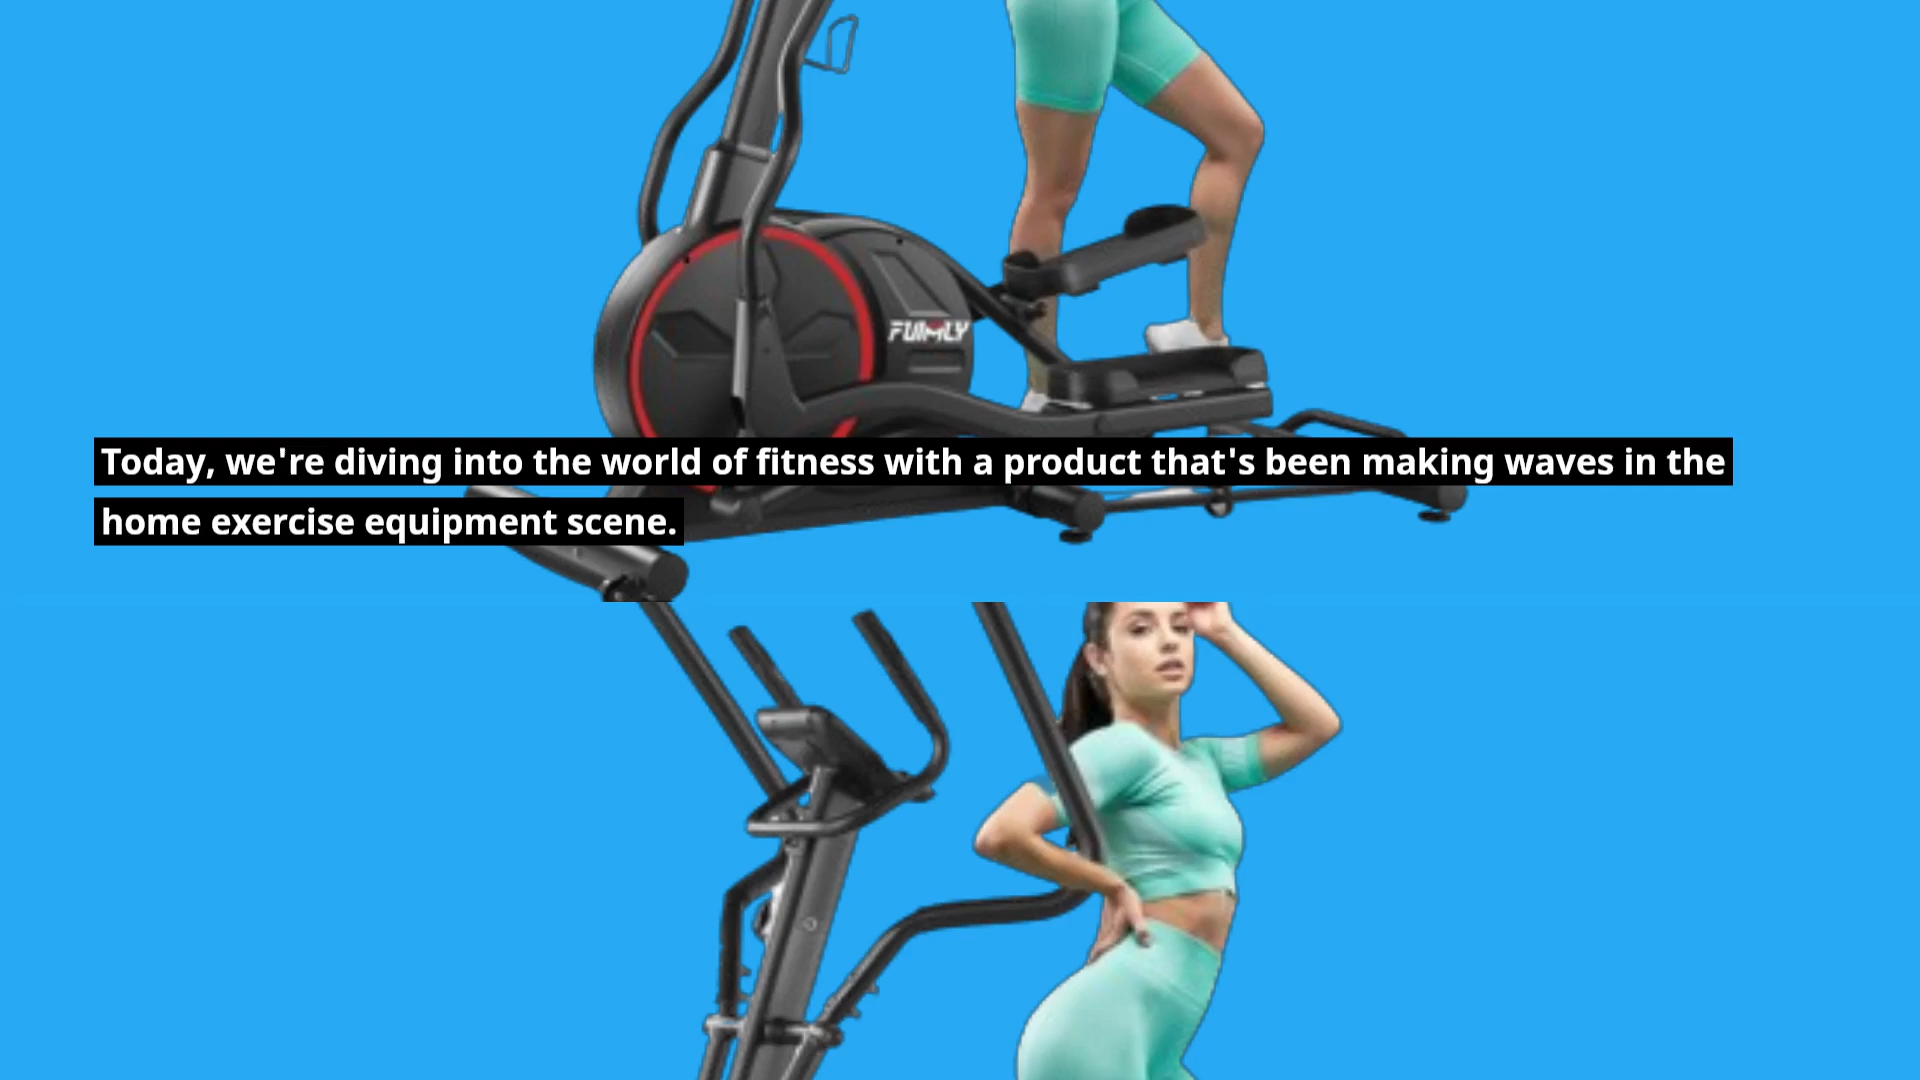 FUNMILY
Today, we're diving into the world of fitness with a product that's been making waves in the
home exercise equipment scene.